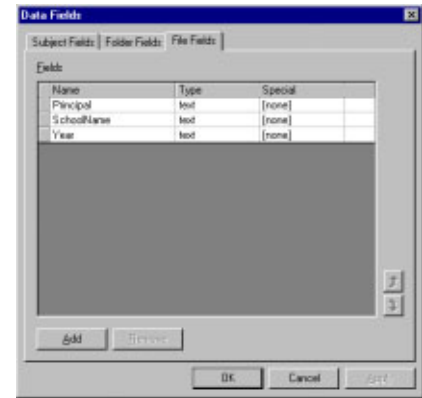 Data Fields
Subject Fields Folder Fields File Fields
Fields
Name Type Special
Principal text [none]
SchoolName text [none]
Year text [none]
Add Remove
OK Cancel Apply